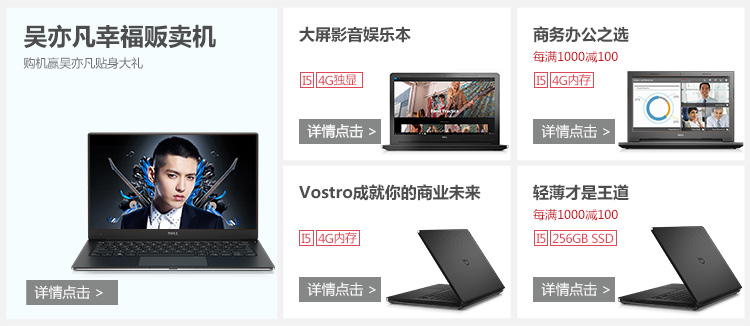 吴亦凡幸福贩卖机
购机赢吴亦凡贴身大礼
详情点击 >
大屏影音娱乐本
I5 4G独显
详情点击 >
商务办公之选
每满1000减100
I5 4G内存
详情点击 >
Vostro成就你的商业未来
I5 4G内存
详情点击 >
轻薄才是王道
每满1000减100
I5 256GB SSD
详情点击 >
DELL